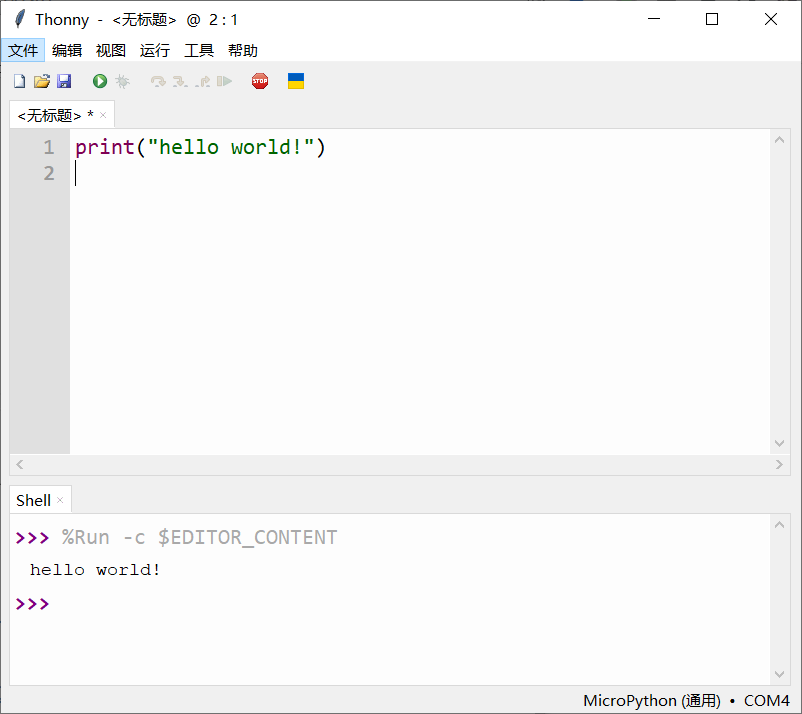 Thonny - <无标题> @ 2 : 1
文件 编辑 视图 运行 工具 帮助
STOP
<无标题> * ×
1 print("hello world!")
2
Shell ×
>>> %Run -c $EDITOR_CONTENT
hello world!
>>>
MicroPython (通用) • COM4